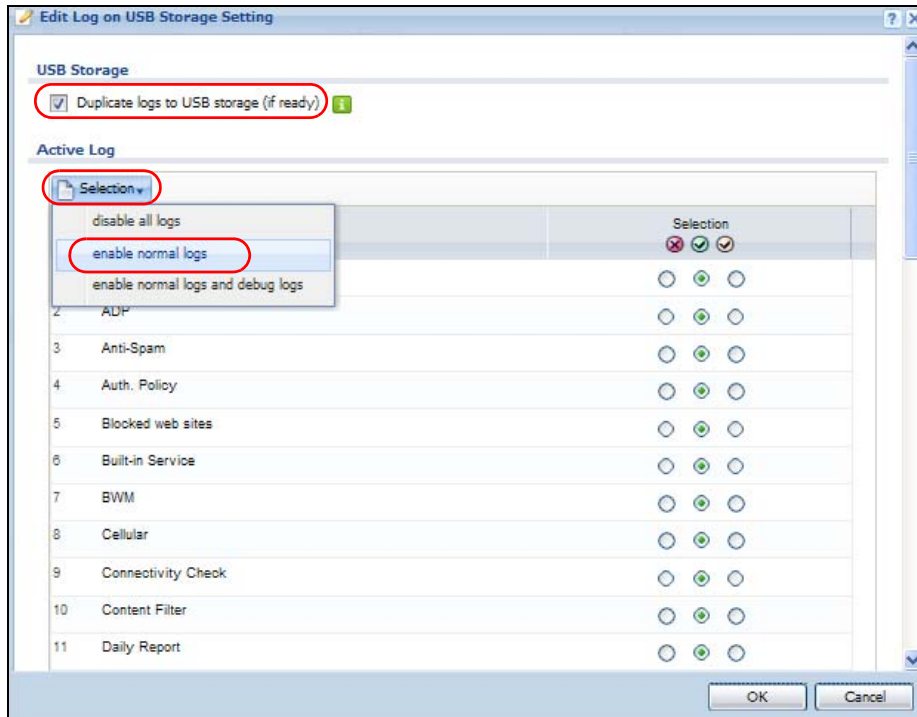 Edit Log on USB Storage Setting
?
USB Storage
Duplicate logs to USB storage (if ready)
i
Active Log
Selection
disable all logs
enable normal logs
enable normal logs and debug logs
Selection
2 ADP
3 Anti-Spam
4 Auth. Policy
5 Blocked web sites
6 Built-in Service
7 BWM
8 Cellular
9 Connectivity Check
10 Content Filter
11 Daily Report
OK Cancel